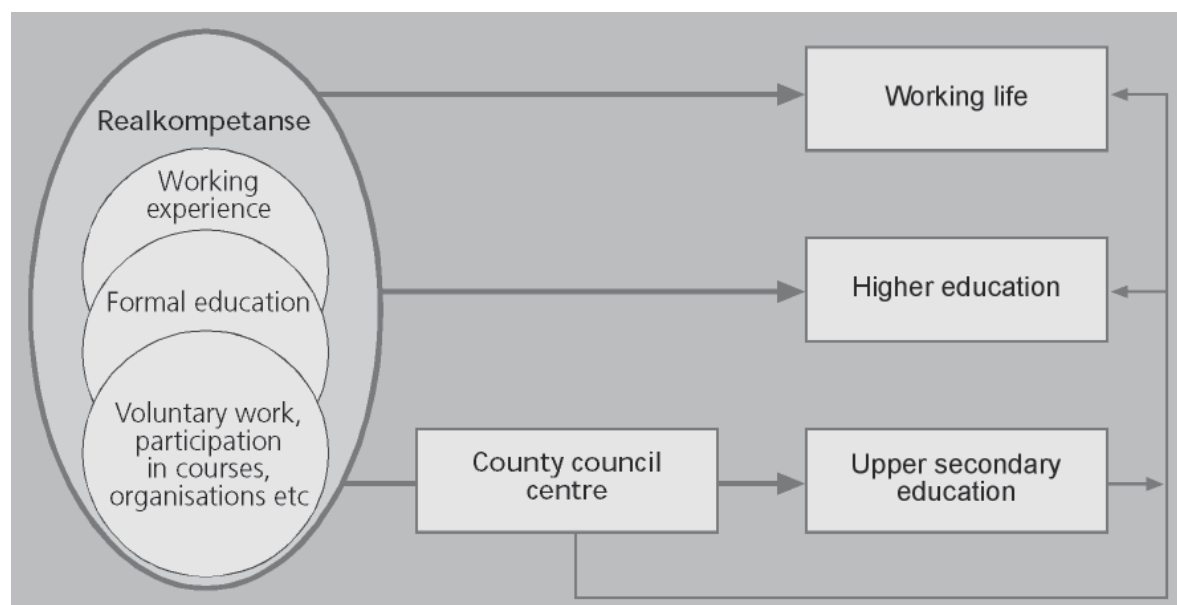 Realkompetanse
Working
experience
Formal education
Voluntary work,
participation
in courses,
organisations etc
County council
centre
Working life
Higher education
Upper secondary
education